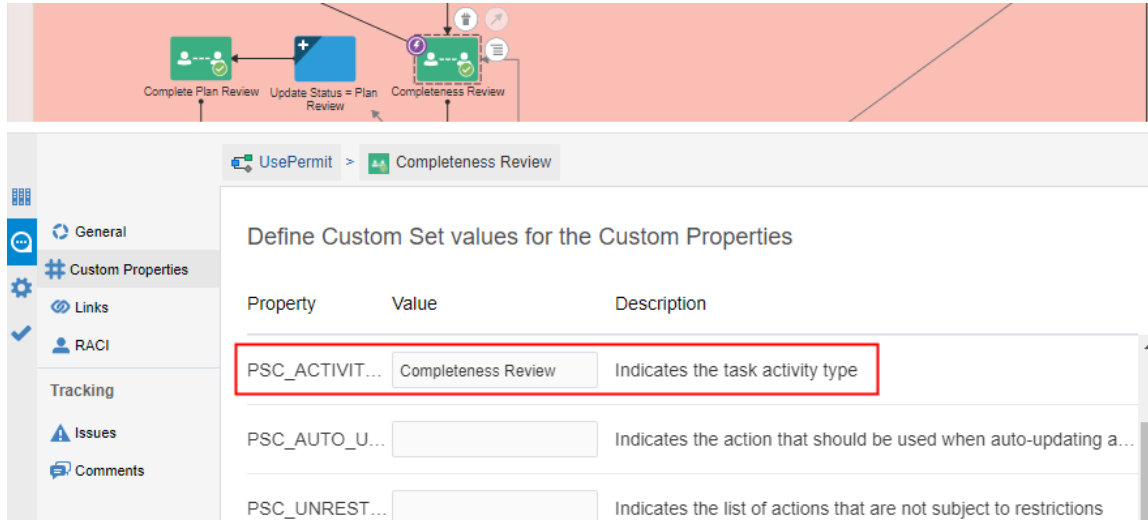 Complete Plan Review
Update Status = Plan
Review
Completeness Review
UsePermit > Completeness Review
General
Custom Properties
Links
RACI
Tracking
Issues
Comments
Define Custom Set values for the Custom Properties
Property Value Description
PSC_ACTIVIT... Completeness Review Indicates the task activity type
PSC_AUTO_U... Indicates the action that should be used when auto-updating a...
PSC_UNREST... Indicates the list of actions that are not subject to restrictions